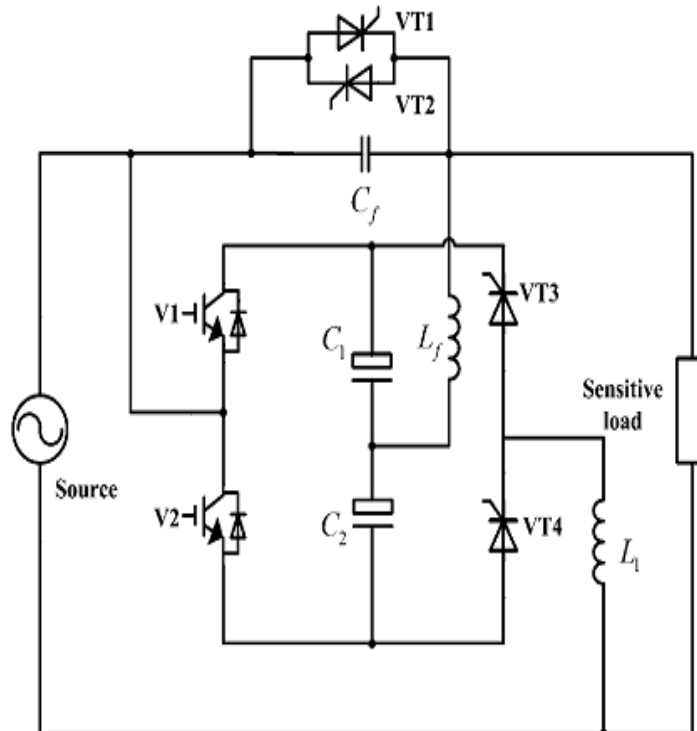 VT1
VT2
C_f
V1
C_1
L_f
VT3
Sensitive
load
Source
V2
C_2
VT4
L_1